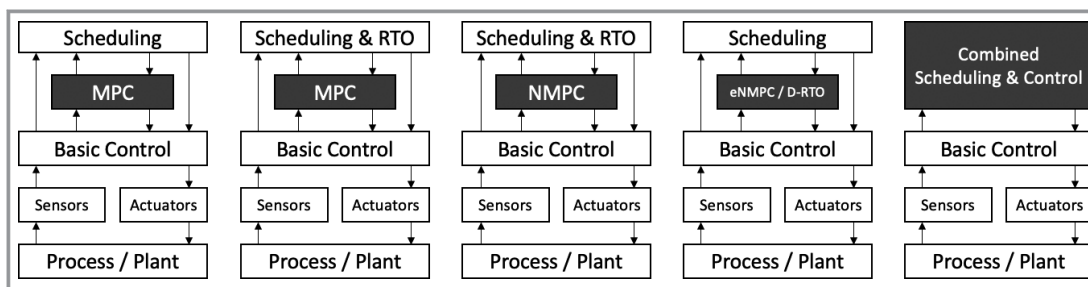 Scheduling
MPC
Basic Control
Sensors
Actuators
Process / Plant
Scheduling & RTO
MPC
Basic Control
Sensors
Actuators
Process / Plant
Scheduling & RTO
NMPC
Basic Control
Sensors
Actuators
Process / Plant
Scheduling
eNMPC / D-RTO
Basic Control
Sensors
Actuators
Process / Plant
Combined
Scheduling & Control
Basic Control
Sensors
Actuators
Process / Plant